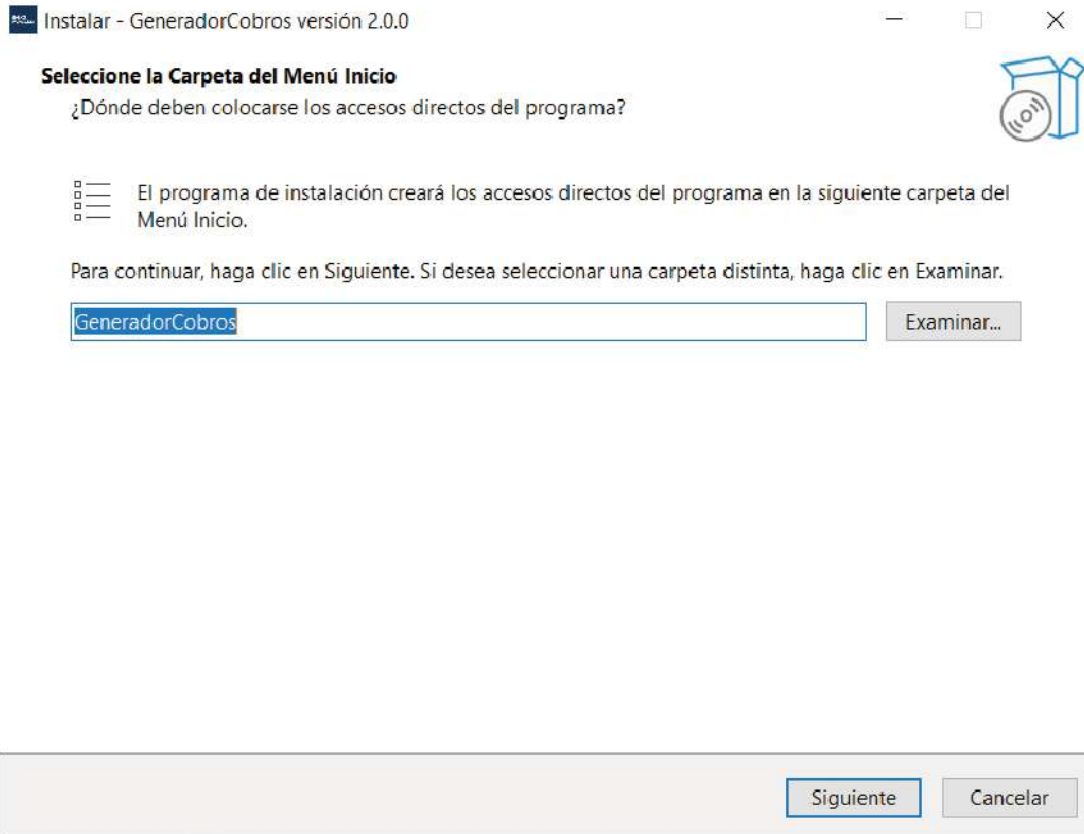 Instalar - GeneradorCobros versión 2.0.0
Seleccione la Carpeta del Menú Inicio
¿Dónde deben colocarse los accesos directos del programa?
El programa de instalación creará los accesos directos del programa en la siguiente carpeta del
Menú Inicio.
Para continuar, haga clic en Siguiente. Si desea seleccionar una carpeta distinta, haga clic en Examinar.
GeneradorCobros
Examinar...
Siguiente
Cancelar